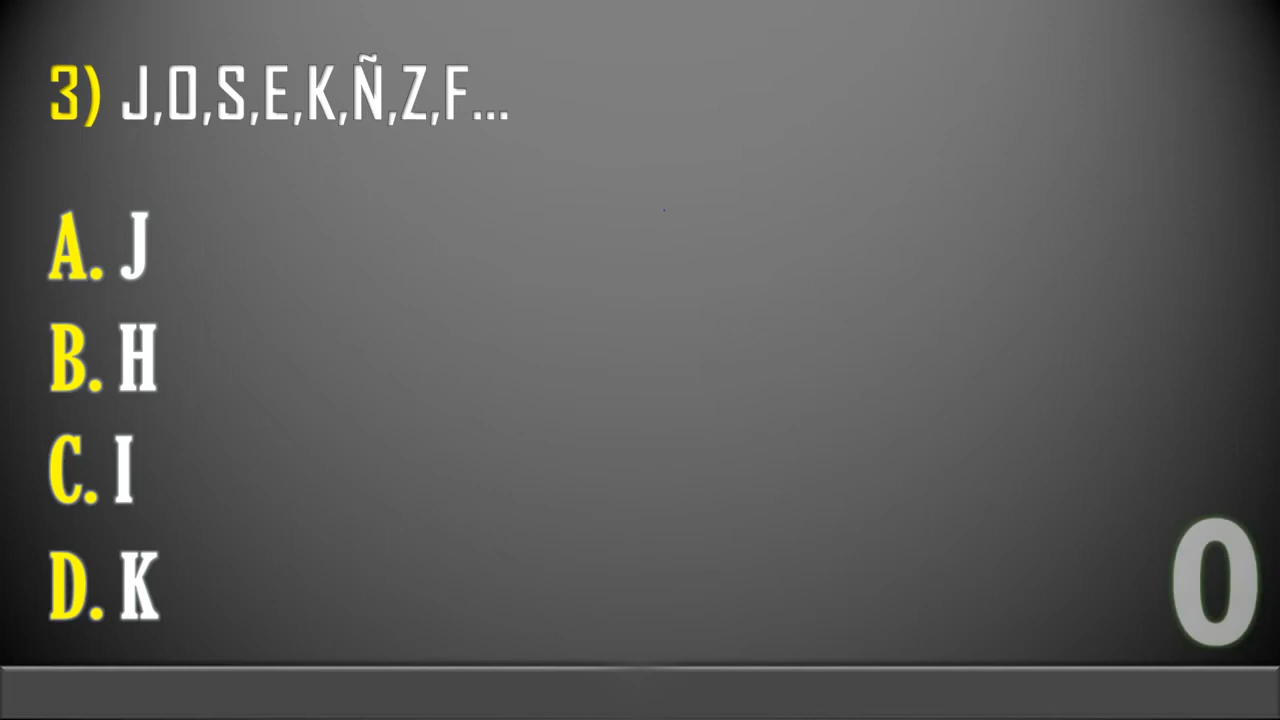 3) J,O,S,E,K,Ñ,Z,F...
A. J
B. H
C. I
D. K
0